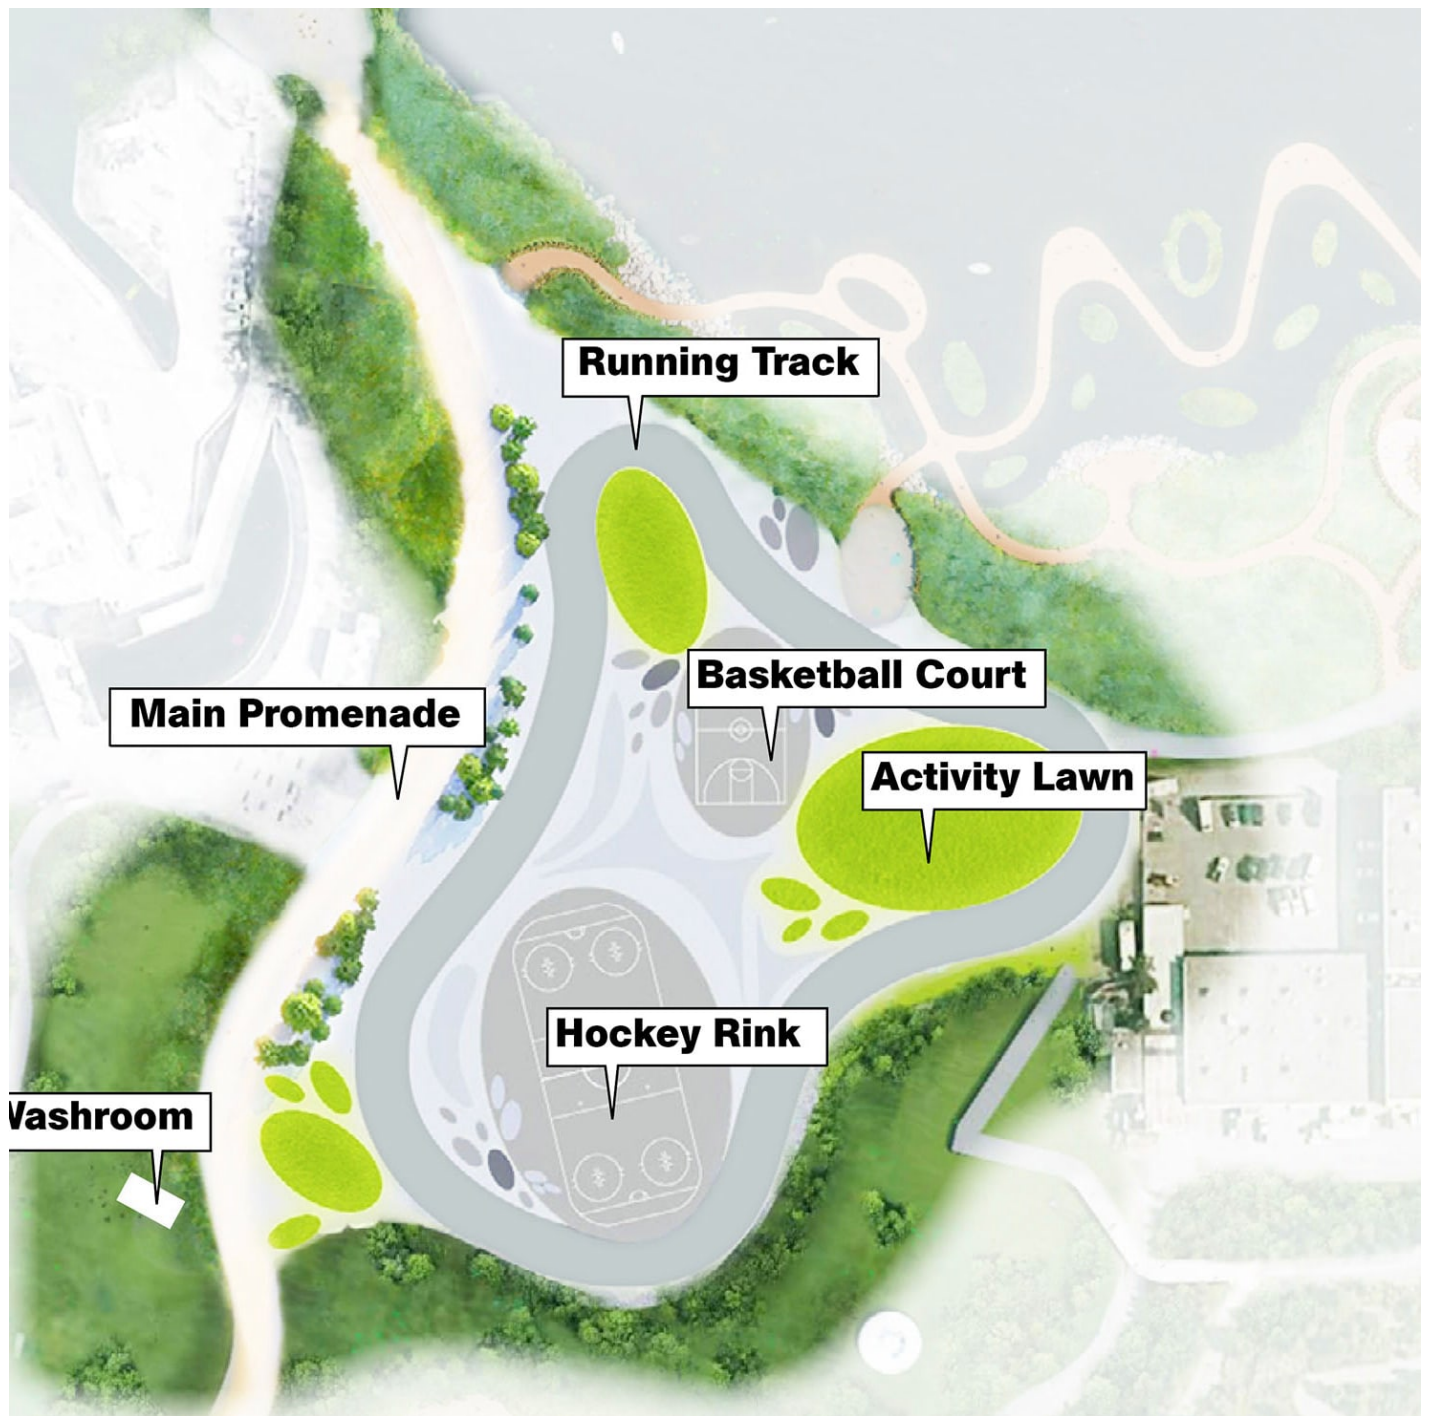 Running Track
Basketball Court
Main Promenade
Activity Lawn
Hockey Rink
Washroom